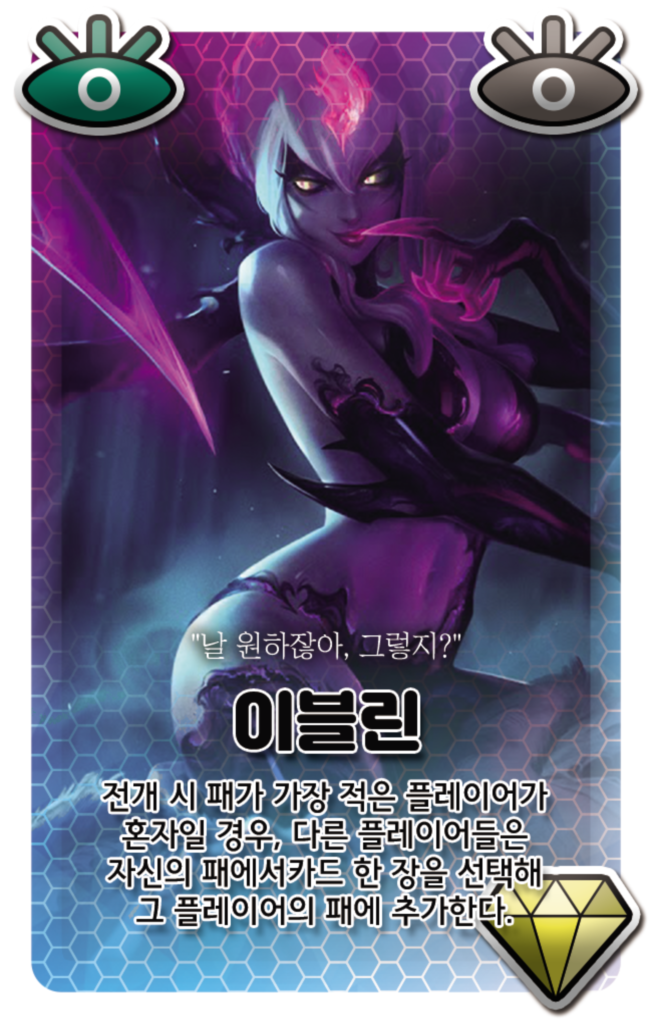 "날 원하잖아, 그렇지?"
이블린
전개 시 패가 가장 적은 플레이어가
혼자일 경우, 다른 플레이어들은
자신의 패에서카드 한 장을 선택해
그 플레이어의 패에 추가한다.